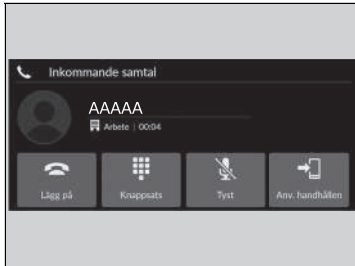 Inkommande samtal
AAAAA
Arbete | 00:04
Lägg på
Knappsats
Tyst
Anv. handhållen